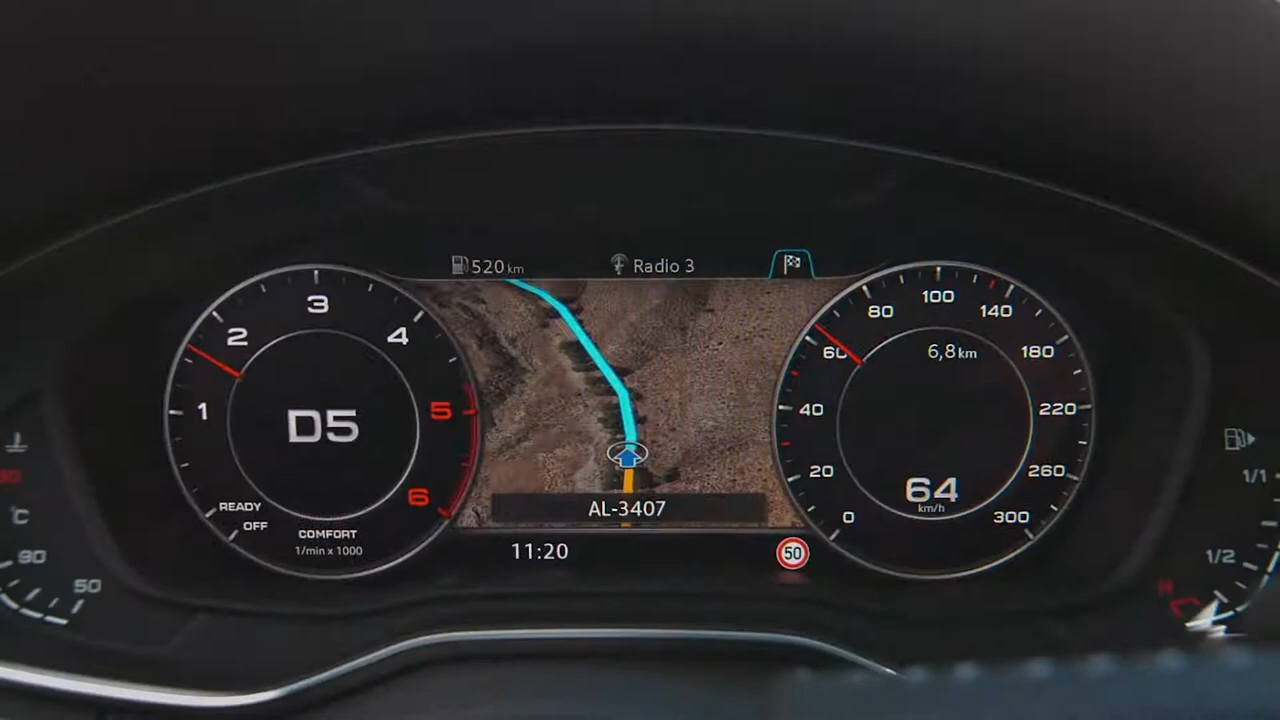 520 km
Radio 3
1
2
3
4
5
6
D5
READY
OFF
COMFORT
1/min x 1000
AL-3407
11:20
50
0
20
40
60
80
100
140
180
220
260
300
6,8 km
64
km/h
°C
90
50
1/1
1/2